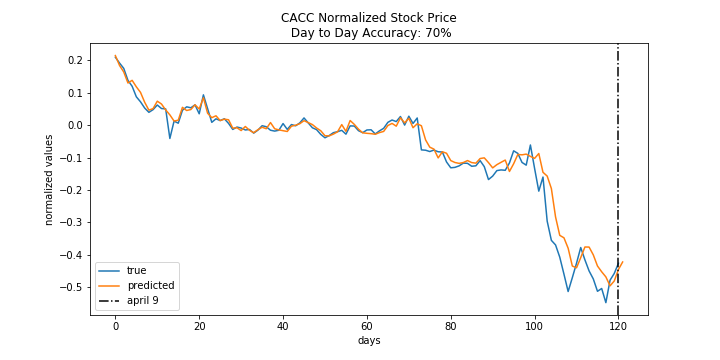 CACC Normalized Stock Price
Day to Day Accuracy: 70%
normalized values
0.2
0.1
0.0
−0.1
−0.2
−0.3
−0.4
−0.5
true
predicted
april 9
0
20
40
60
80
100
120
days